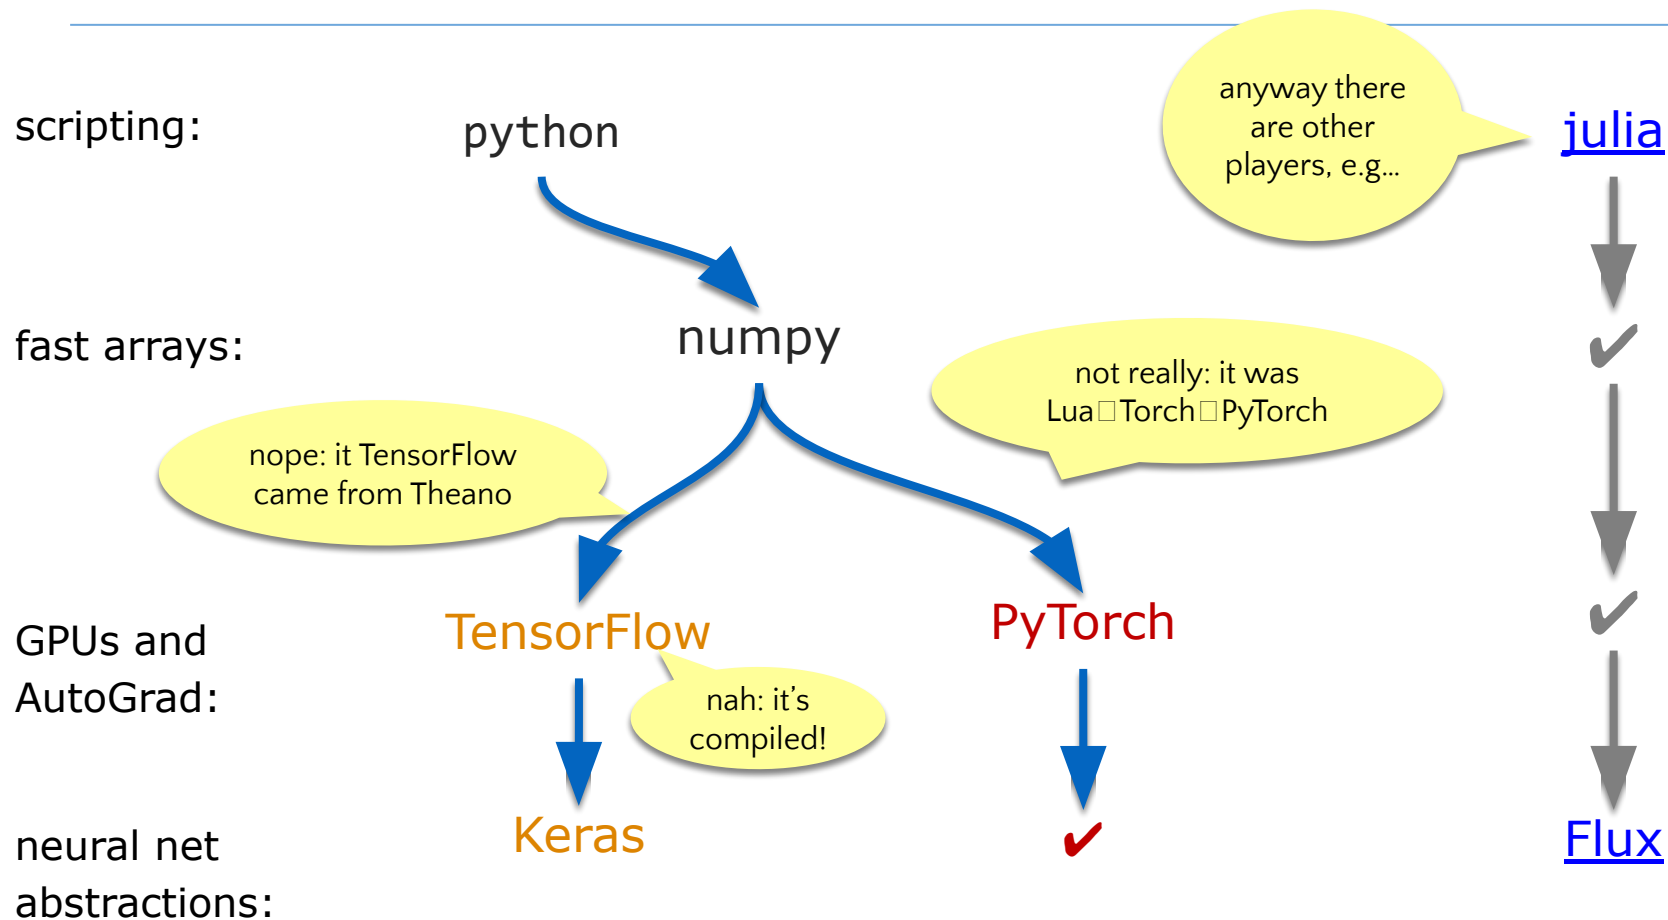 anyway there
are other
players, e.g…
scripting:
python
julia
fast arrays:
numpy
✔
not really: it was
Lua□Torch□PyTorch
nope: it TensorFlow
came from Theano
GPUs and
AutoGrad:
TensorFlow
PyTorch
✔
nah: it’s
compiled!
neural net
abstractions:
Keras
✔
Flux